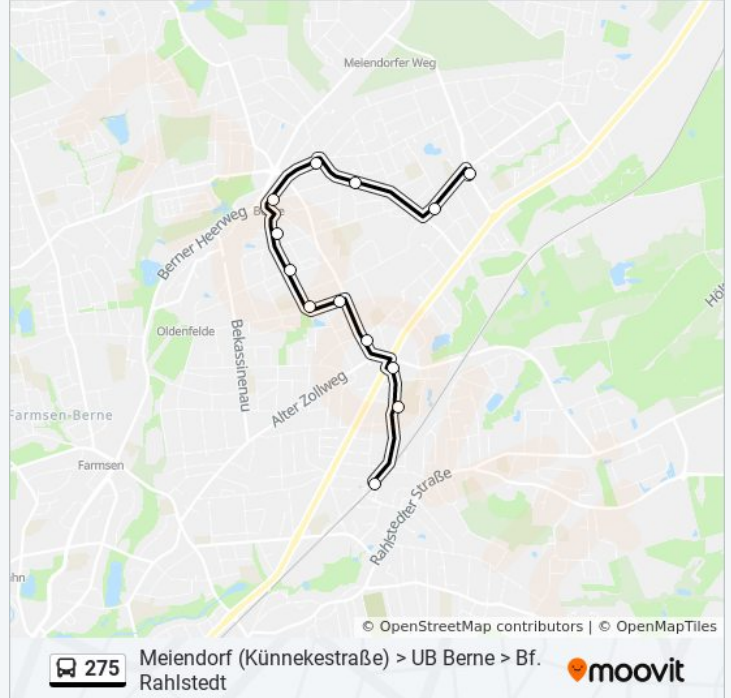 Meiendorfer Weg
Berner Heerweg
Oldenfelde
Bekassinenau
Alter Zollweg
Farmsen-Berne
Farmsen
Rahlstedter Straße
© OpenStreetMap contributors | © OpenMapTiles
275
Meiendorf (Künnekestraße) > UB Berne > Bf.
Rahlstedt
moovit